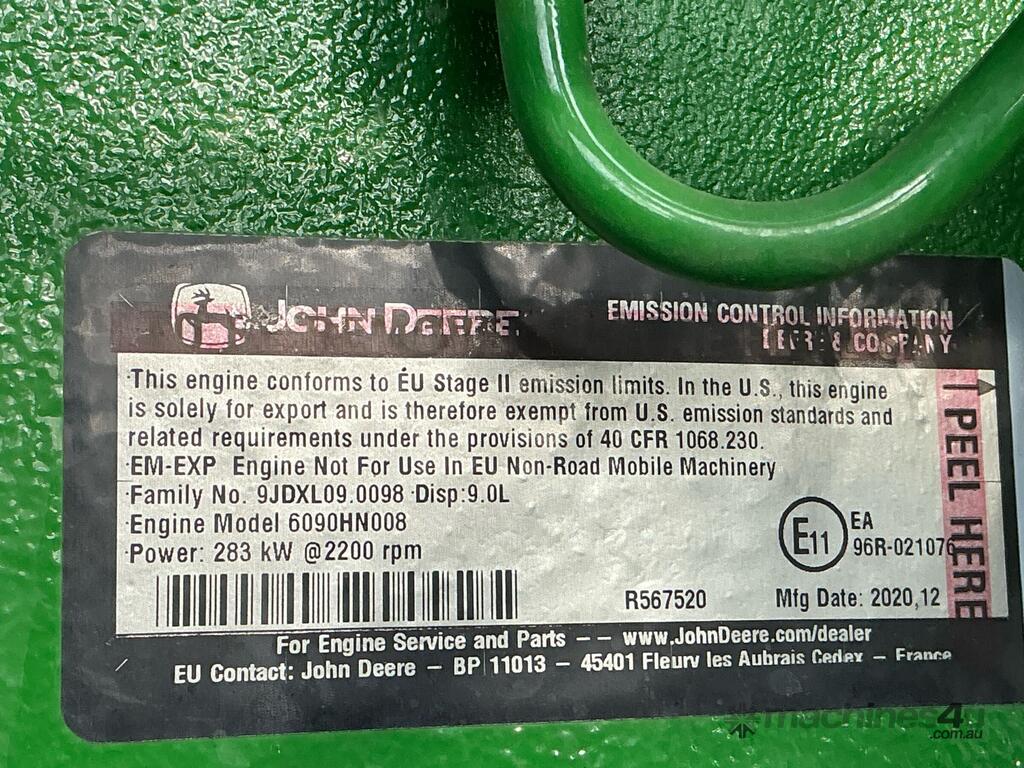 JOHN DEERE
EMISSION CONTROL INFORMATION
DEERE & COMPANY
This engine conforms to EU Stage II emission limits. In the U.S., this engine
is solely for export and is therefore exempt from U.S. emission standards and
related requirements under the provisions of 40 CFR 1068.230.
EM-EXP Engine Not For Use In EU Non-Road Mobile Machinery
Family No. 9JDXL09.0098 Disp:9.0L
Engine Model 6090HN008
Power: 283 kW @2200 rpm
E11
EA
96R-021076
R567520
Mfg Date: 2020,12
PEEL HERE
For Engine Service and Parts -- www.JohnDeere.com/dealer
EU Contact: John Deere – BP 11013 – 45401 Fleury les Aubrais Cedex – France
machines4u
.com.au